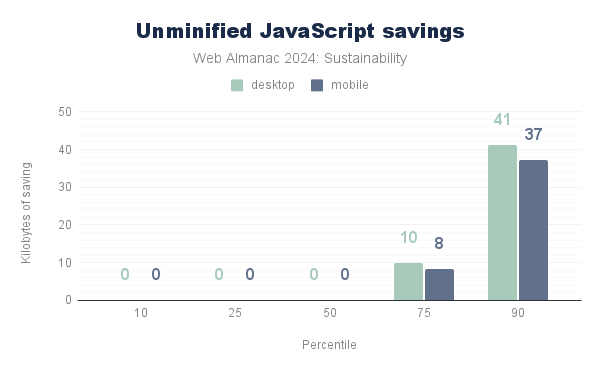 Unminified JavaScript savings
Web Almanac 2024: Sustainability
desktop mobile
Kilobytes of saving
50
40
30
20
10
0
0 0 0 0 0 0 10 8 41 37
10 25 50 75 90
Percentile